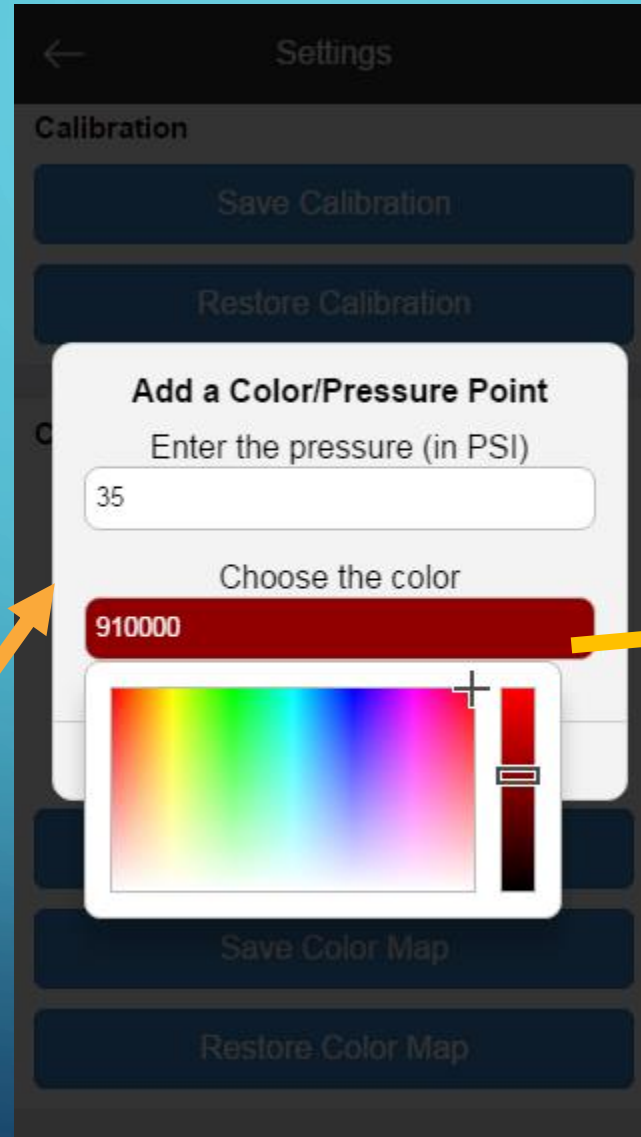 Settings
Calibration
Save Calibration
Restore Calibration
Add a Color/Pressure Point
Enter the pressure (in PSI)
35
Choose the color
910000
Save Color Map
Restore Color Map